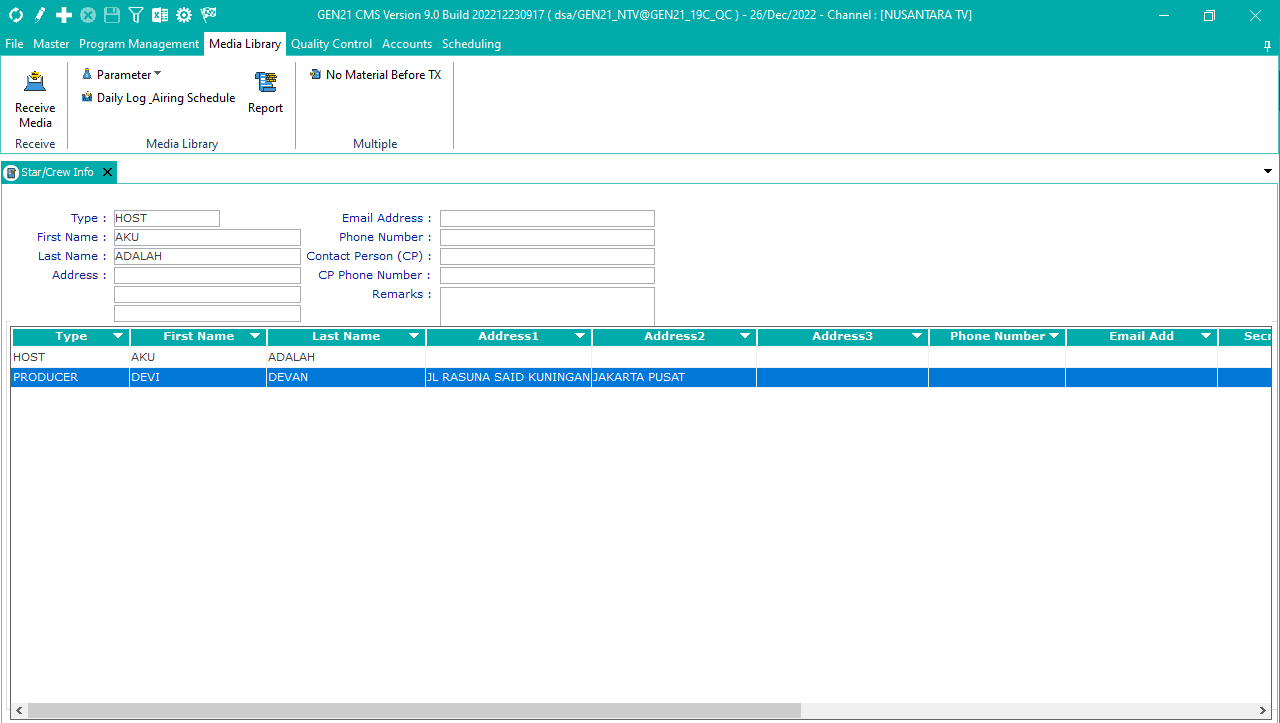 GEN21 CMS Version 9.0 Build 202212230917 ( dsa/GEN21_NTV@GEN21_19C_QC ) - 26/Dec/2022 - Channel : [NUSANTARA TV]
File Master Program Management Media Library Quality Control Accounts Scheduling
Receive Media
Parameter
Daily Log _Airing Schedule
Report
No Material Before TX
Receive Media Library Multiple
Star/Crew Info
Type : HOST Email Address :
First Name : AKU Phone Number :
Last Name : ADALAH Contact Person (CP) :
Address : CP Phone Number :
Remarks :
Type First Name Last Name Address1 Address2 Address3 Phone Number Email Add
HOST AKU ADALAH
PRODUCER DEVI DEVAN JL RASUNA SAID KUNINGAN JAKARTA PUSAT